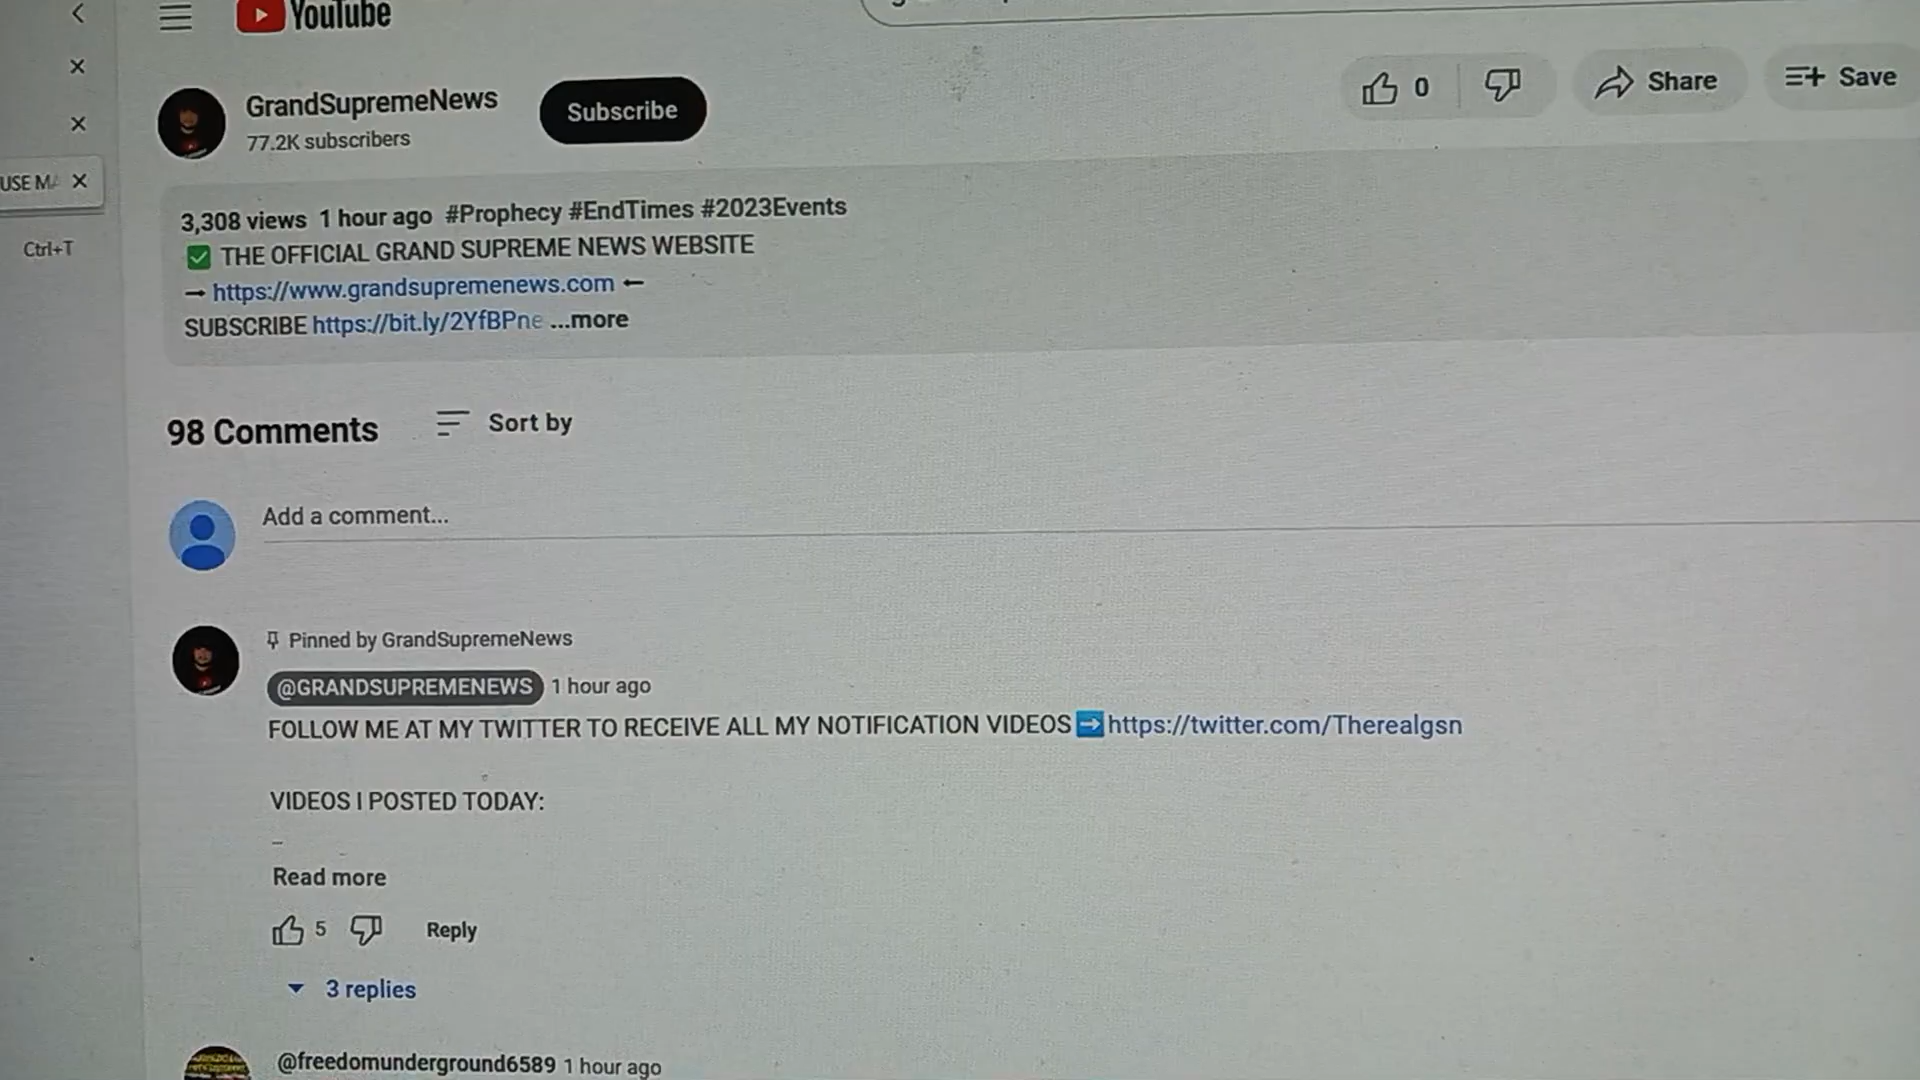 YouTube
GrandSupremeNews
77.2K subscribers
Subscribe
0
Share
Save
USE MA
Ctrl+T
3,308 views 1 hour ago #Prophecy #EndTimes #2023Events
✅ THE OFFICIAL GRAND SUPREME NEWS WEBSITE
→ https://www.grandsupremenews.com ←
SUBSCRIBE https://bit.ly/2YfBPne ...more
98 Comments
Sort by
Add a comment...
Pinned by GrandSupremeNews
@GRANDSUPREMENEWS 1 hour ago
FOLLOW ME AT MY TWITTER TO RECEIVE ALL MY NOTIFICATION VIDEOS ➡️ https://twitter.com/Therealgsn
VIDEOS I POSTED TODAY:
–
Read more
5
Reply
3 replies
@freedomunderground6589 1 hour ago